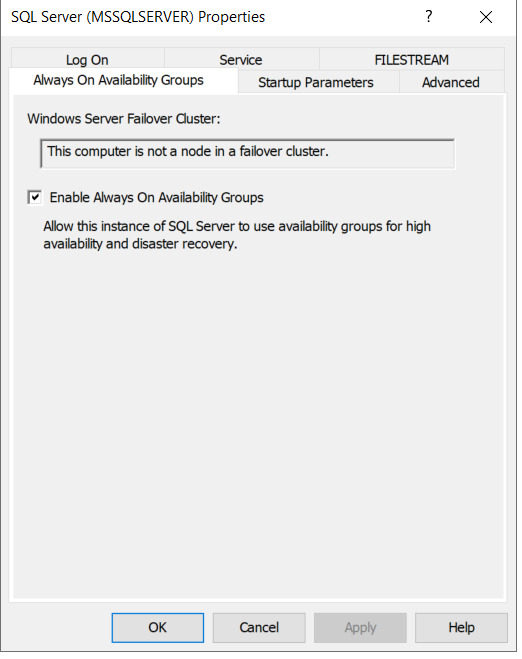 SQL Server (MSSQLSERVER) Properties
?
Log On
Service
FILESTREAM
Always On Availability Groups
Startup Parameters
Advanced
Windows Server Failover Cluster:
This computer is not a node in a failover cluster.
Enable Always On Availability Groups
Allow this instance of SQL Server to use availability groups for high
availability and disaster recovery.
OK
Cancel
Apply
Help